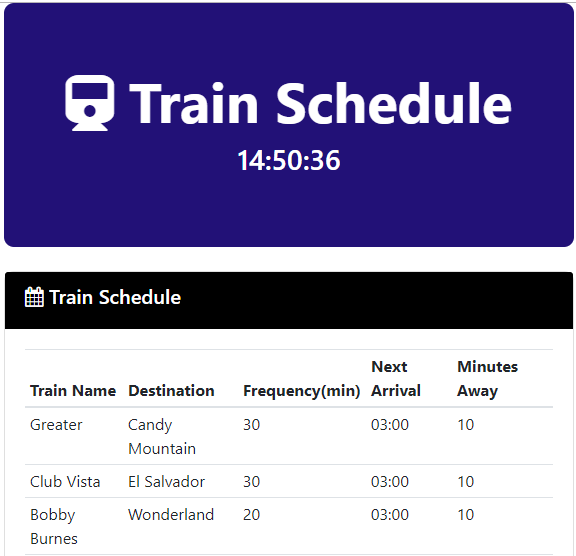 Train Schedule
14:50:36
Train Schedule
Train Name Destination Frequency(min) Next Arrival Minutes Away
Greater Candy Mountain 30 03:00 10
Club Vista El Salvador 30 03:00 10
Bobby Burnes Wonderland 20 03:00 10